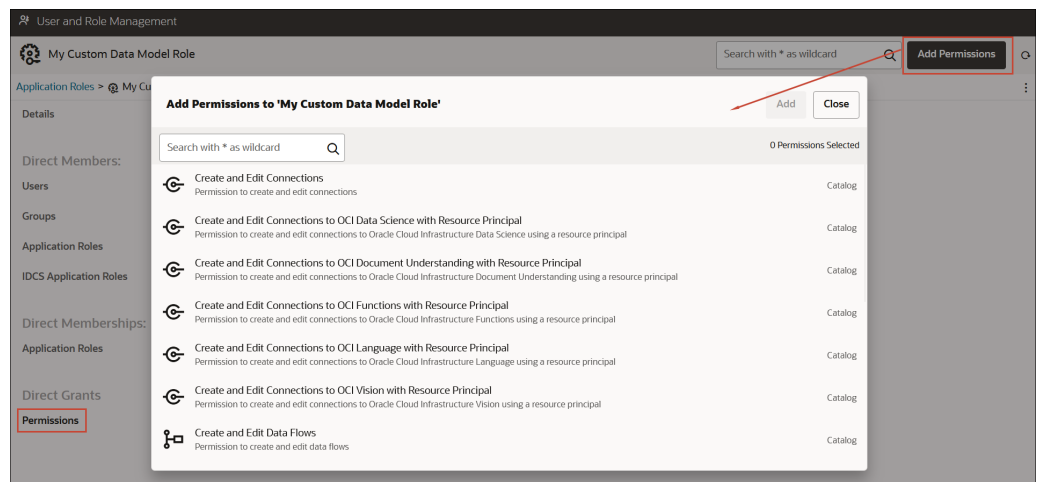 User and Role Management
My Custom Data Model Role
Search with * as wildcard
Add Permissions
Application Roles > My Cu
Details
Direct Members:
Users
Groups
Application Roles
IDCS Application Roles
Direct Memberships:
Application Roles
Direct Grants
Permissions
Add Permissions to 'My Custom Data Model Role'
Add
Close
Search with * as wildcard
0 Permissions Selected
Create and Edit Connections
Permission to create and edit connections
Catalog
Create and Edit Connections to OCI Data Science with Resource Principal
Permission to create and edit connections to Oracle Cloud Infrastructure Data Science using a resource principal
Catalog
Create and Edit Connections to OCI Document Understanding with Resource Principal
Permission to create and edit connections to Oracle Cloud Infrastructure Document Understanding using a resource principal
Catalog
Create and Edit Connections to OCI Functions with Resource Principal
Permission to create and edit connections to Oracle Cloud Infrastructure Functions using a resource principal
Catalog
Create and Edit Connections to OCI Language with Resource Principal
Permission to create and edit connections to Oracle Cloud Infrastructure Language using a resource principal
Catalog
Create and Edit Connections to OCI Vision with Resource Principal
Permission to create and edit connections to Oracle Cloud Infrastructure Vision using a resource principal
Catalog
Create and Edit Data Flows
Permission to create and edit data flows
Catalog